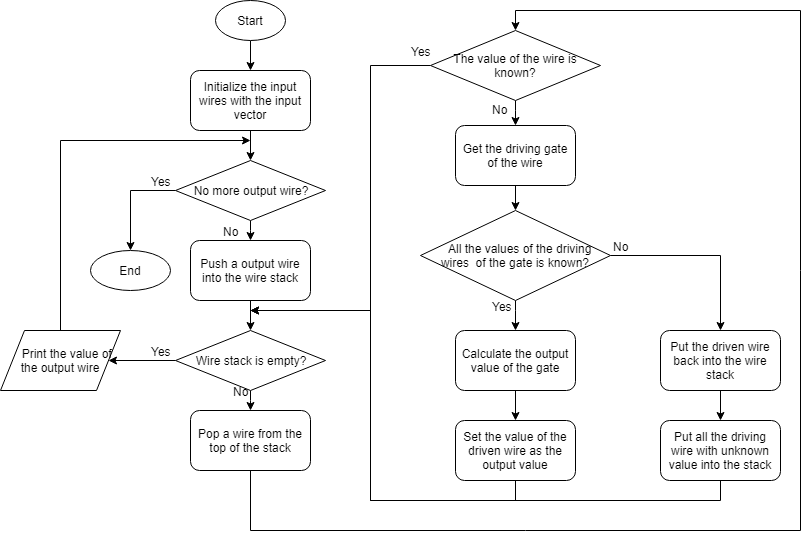 Start
Initialize the input
wires with the input
vector
Yes
No more output wire?
No
End
Push a output wire
into the wire stack
Print the value of
the output wire
Yes
Wire stack is empty?
No
Pop a wire from the
top of the stack
Yes
The value of the wire is
known?
No
Get the driving gate
of the wire
All the values of the driving
wires of the gate is known?
No
Yes
Calculate the output
value of the gate
Put the driven wire
back into the wire
stack
Set the value of the
driven wire as the
output value
Put all the driving
wire with unknown
value into the stack